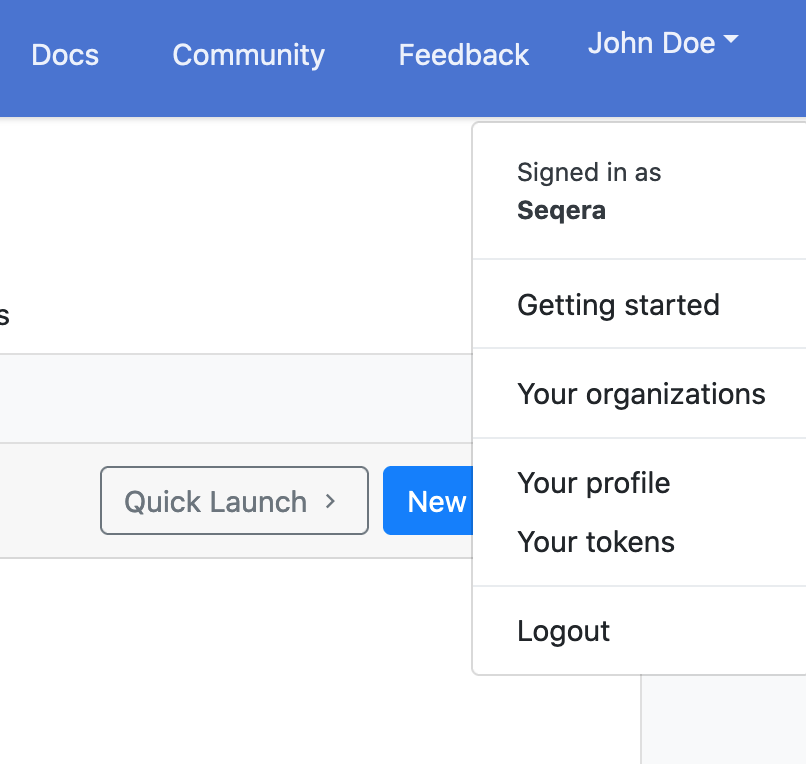 Docs Community Feedback John Doe
Signed in as
Seqera
s
Getting started
Your organizations
Quick Launch >
New
Your profile
Your tokens
Logout